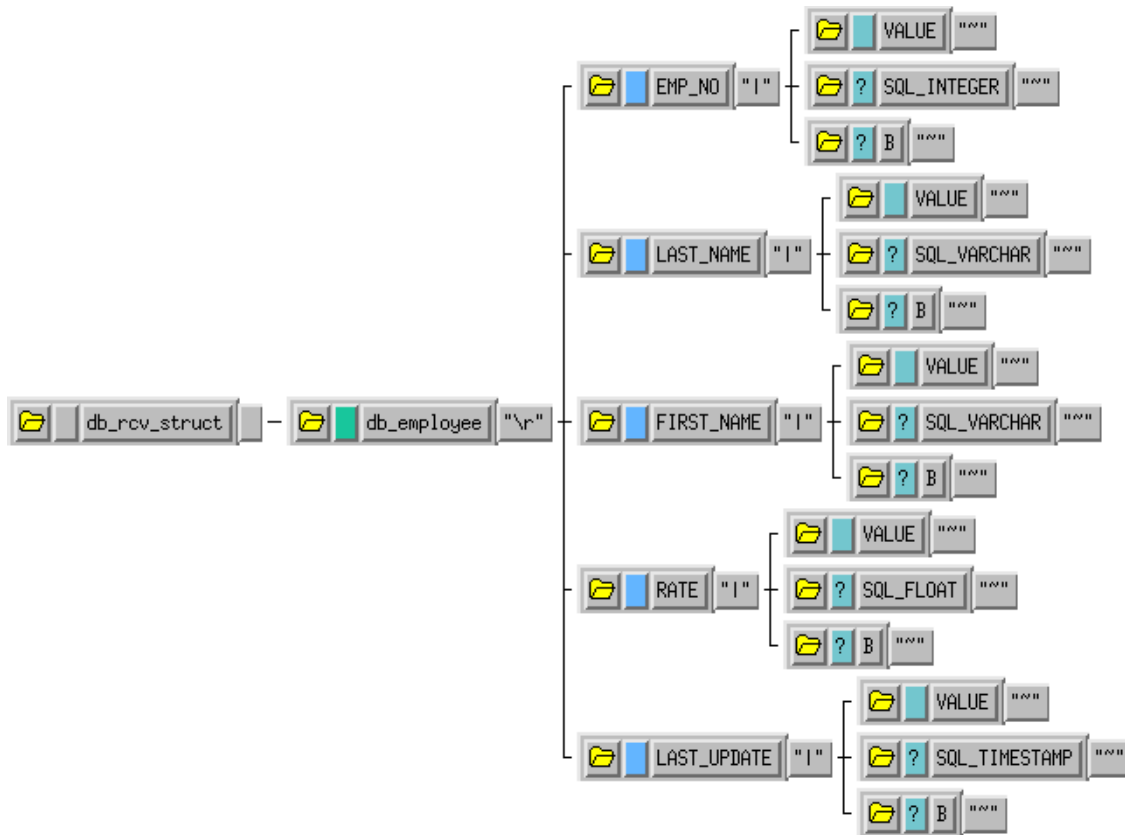 VALUE "~"
EMP_NO "|" ? SQL_INTEGER "~"
? B "~"
VALUE "~"
LAST_NAME "|" ? SQL_VARCHAR "~"
? B "~"
VALUE "~"
db_rcv_struct db_employee "\r" FIRST_NAME "|" ? SQL_VARCHAR "~"
? B "~"
VALUE "~"
RATE "|" ? SQL_FLOAT "~"
? B "~"
VALUE "~"
LAST_UPDATE "|" ? SQL_TIMESTAMP "~"
? B "~"